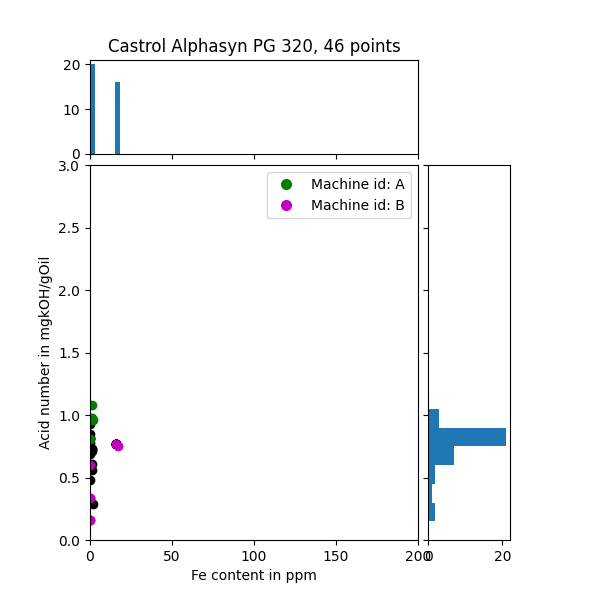 Castrol Alphasyn PG 320, 46 points
20
10
0
3.0
2.5
2.0
1.5
1.0
0.5
0.0
Acid number in mgkOH/gOil
Machine id: A
Machine id: B
0 50 100 150 200
Fe content in ppm
0 20